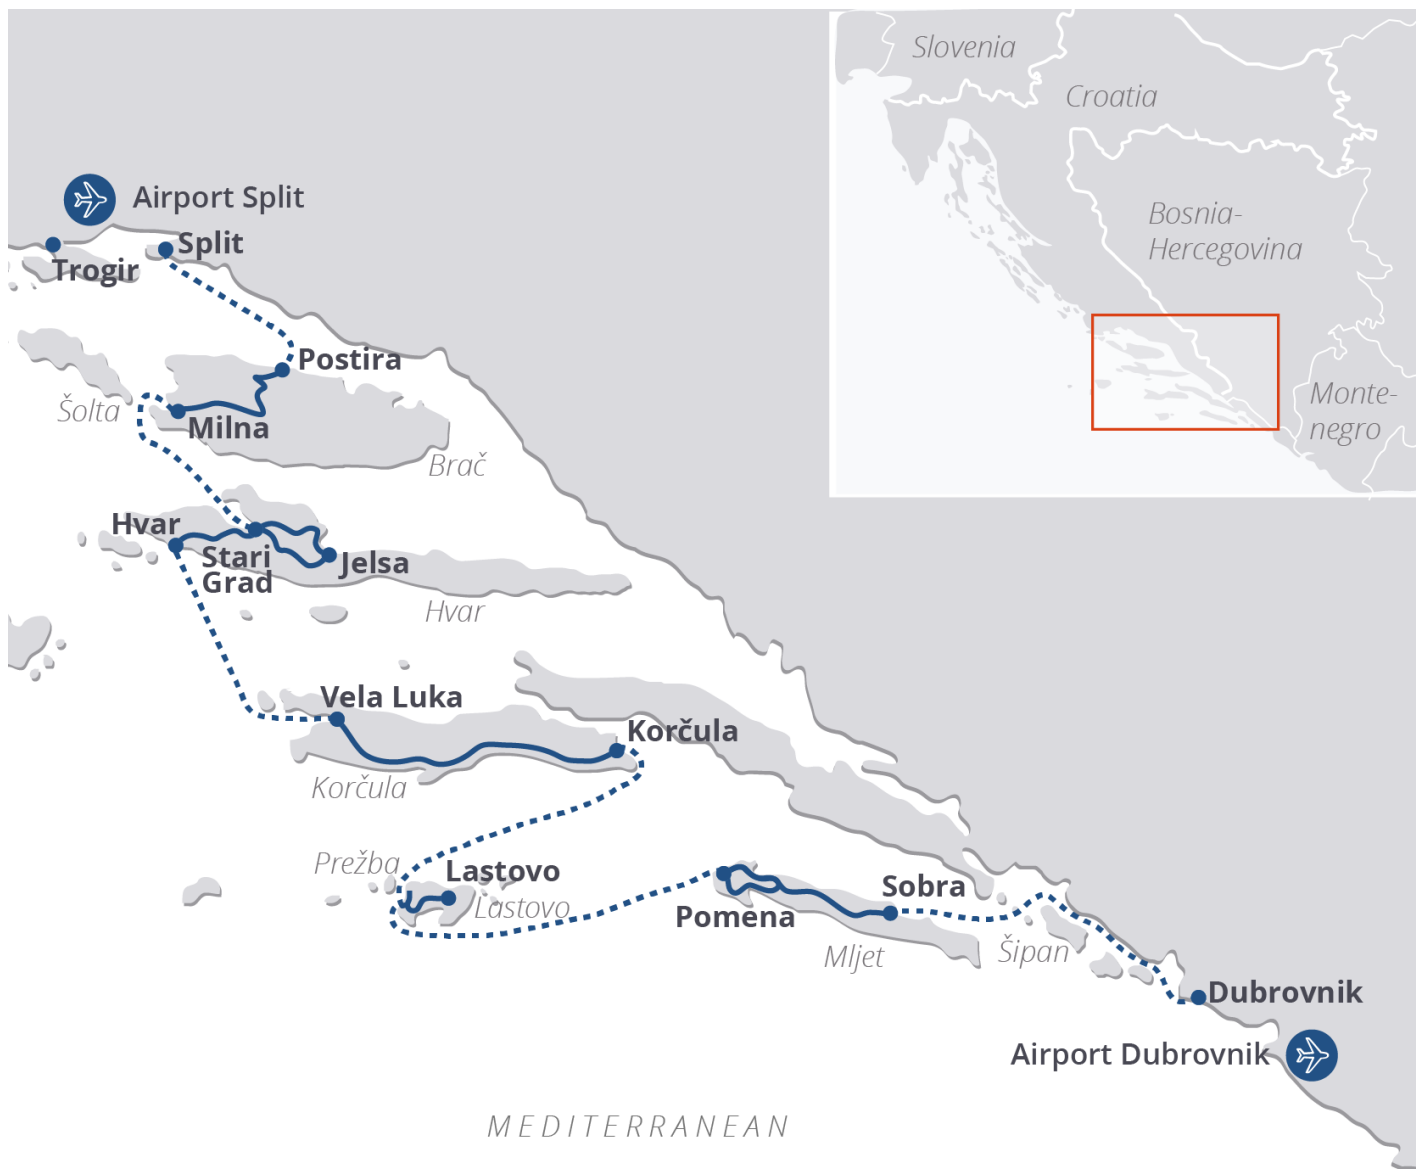 Slovenia
Croatia
Bosnia-
Hercegovina
Monte-
negro
Airport Split
Split
Trogir
Postira
Šolta
Milna
Brač
Hvar
Stari
Grad
Jelsa
Hvar
Vela Luka
Korčula
Korčula
Prežba
Lastovo
Lastovo
Pomena
Sobra
Mljet
Šipan
Dubrovnik
Airport Dubrovnik
MEDITERRANEAN